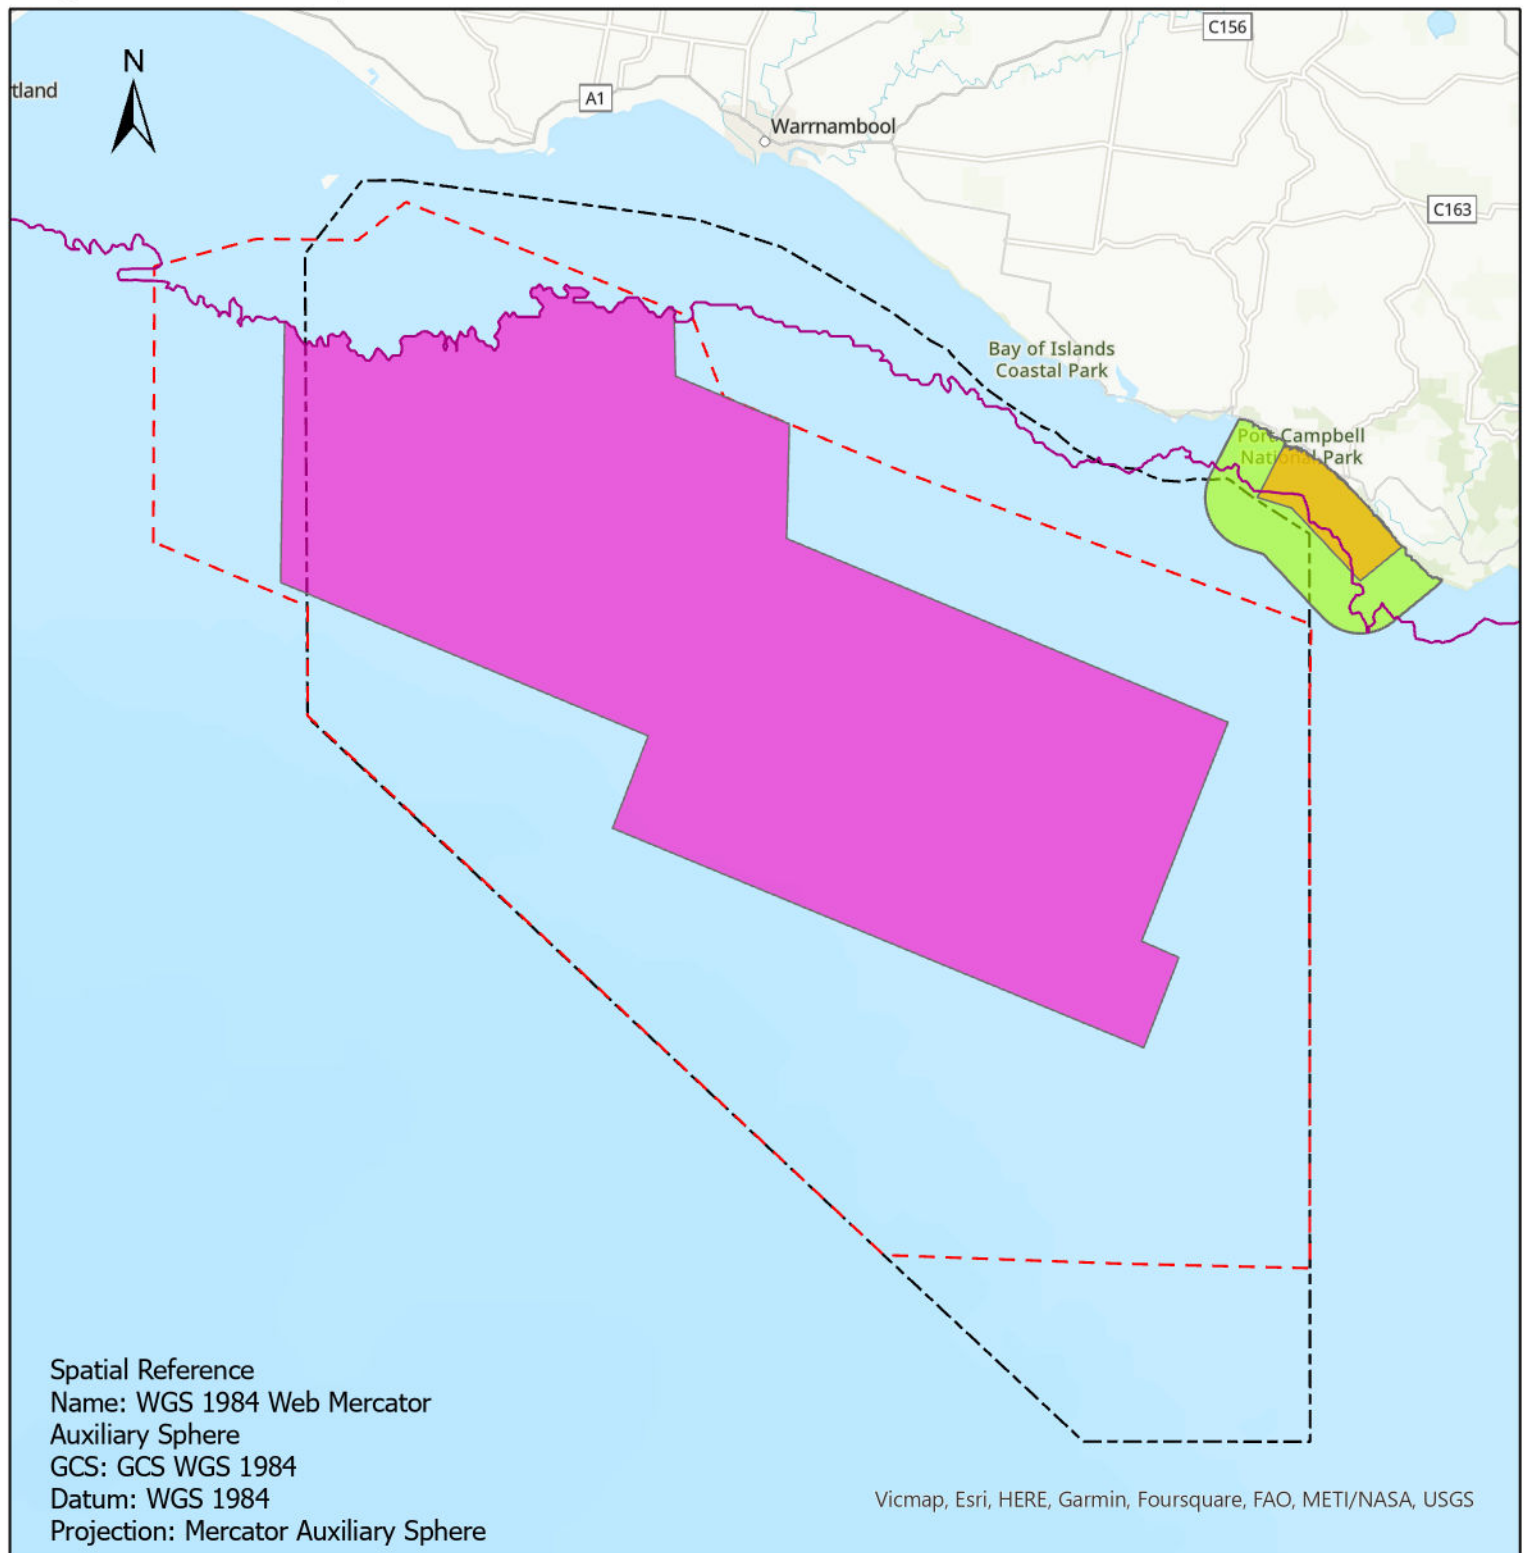 C156
N
tland
A1
Warrnambool
C163
Bay of Islands
Coastal Park
Port Campbell
National Park
Spatial Reference
Name: WGS 1984 Web Mercator
Auxiliary Sphere
GCS: GCS WGS 1984
Datum: WGS 1984
Projection: Mercator Auxiliary Sphere
Vicmap, Esri, HERE, Garmin, Foursquare, FAO, METI/NASA, USGS